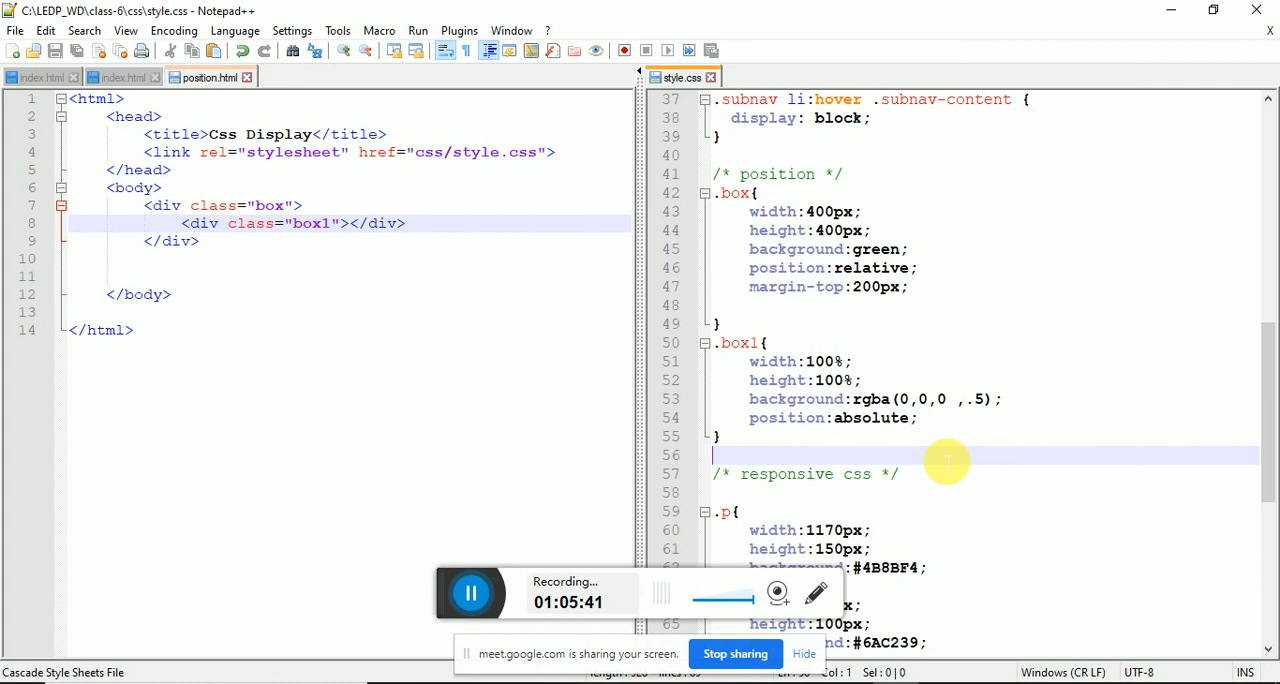 C:\LEDP_WD\class-6\css\style.css - Notepad++
File Edit Search View Encoding Language Settings Tools Macro Run Plugins Window ? X
index.html index.html position.html
1 <html>
2 <head>
3 <title>Css Display</title>
4 <link rel="stylesheet" href="css/style.css">
5 </head>
6 <body>
7 <div class="box">
8 <div class="box1"></div>
9 </div>
10
11
12 </body>
13
14 </html>
style.css
37 .subnav li:hover .subnav-content {
38 display: block;
39 }
40
41 /* position */
42 .box{
43 width:400px;
44 height:400px;
45 background:green;
46 position:relative;
47 margin-top:200px;
48
49 }
50 .box1{
51 width:100%;
52 height:100%;
53 background:rgba(0,0,0 ,.5);
54 position:absolute;
55 }
56
57 /* responsive css */
58
59 .p{
60 width:1170px;
61 height:150px;
:#4B8BF4;
x;
65 height:100px;
nd:#6AC239;
Recording...
01:05:41
meet.google.com is sharing your screen. Stop sharing Hide
Cascade Style Sheets File Sel : 0 | 0 Windows (CR LF) UTF-8 INS